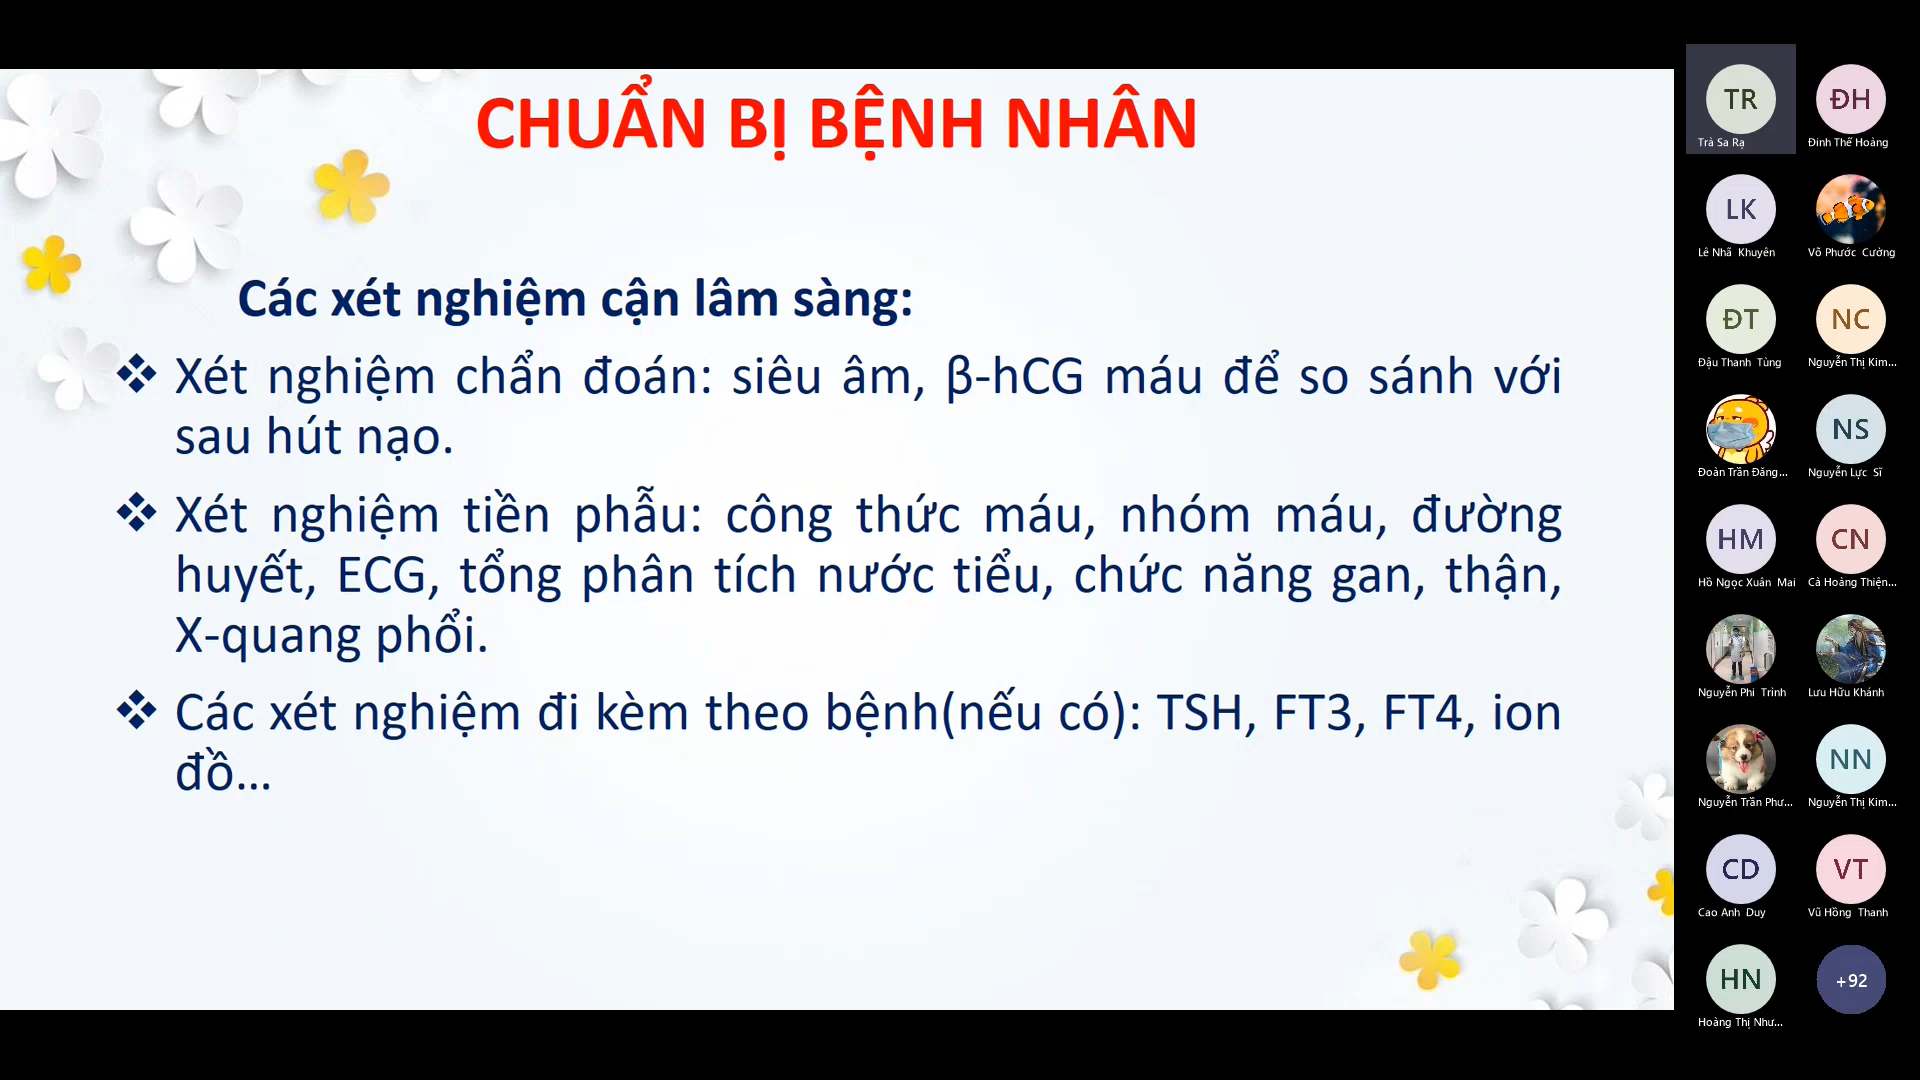 CHUẨN BỊ BỆNH NHÂN
Các xét nghiệm cận lâm sàng:
❖ Xét nghiệm chẩn đoán: siêu âm, β-hCG máu để so sánh với
sau hút nạo.
❖ Xét nghiệm tiền phẫu: công thức máu, nhóm máu, đường
huyết, ECG, tổng phân tích nước tiểu, chức năng gan, thận,
X-quang phổi.
❖ Các xét nghiệm đi kèm theo bệnh(nếu có): TSH, FT3, FT4, ion
đồ...
TR
Trà Sa Rạ
ĐH
Đinh Thế Hoàng
LK
Lê Nhã Khuyên
Võ Phước Cường
ĐT
Đậu Thanh Tùng
NC
Nguyễn Thị Kim...
Đoàn Trần Đăng...
NS
Nguyễn Lực Sĩ
HM
Hồ Ngọc Xuân Mai
CN
Cà Hoàng Thiện...
Nguyễn Phi Trinh
Lưu Hữu Khánh
Nguyễn Trần Phư...
NN
Nguyễn Thị Kim...
CD
Cao Anh Duy
VT
Vũ Hồng Thanh
HN
Hoàng Thị Như...
+92